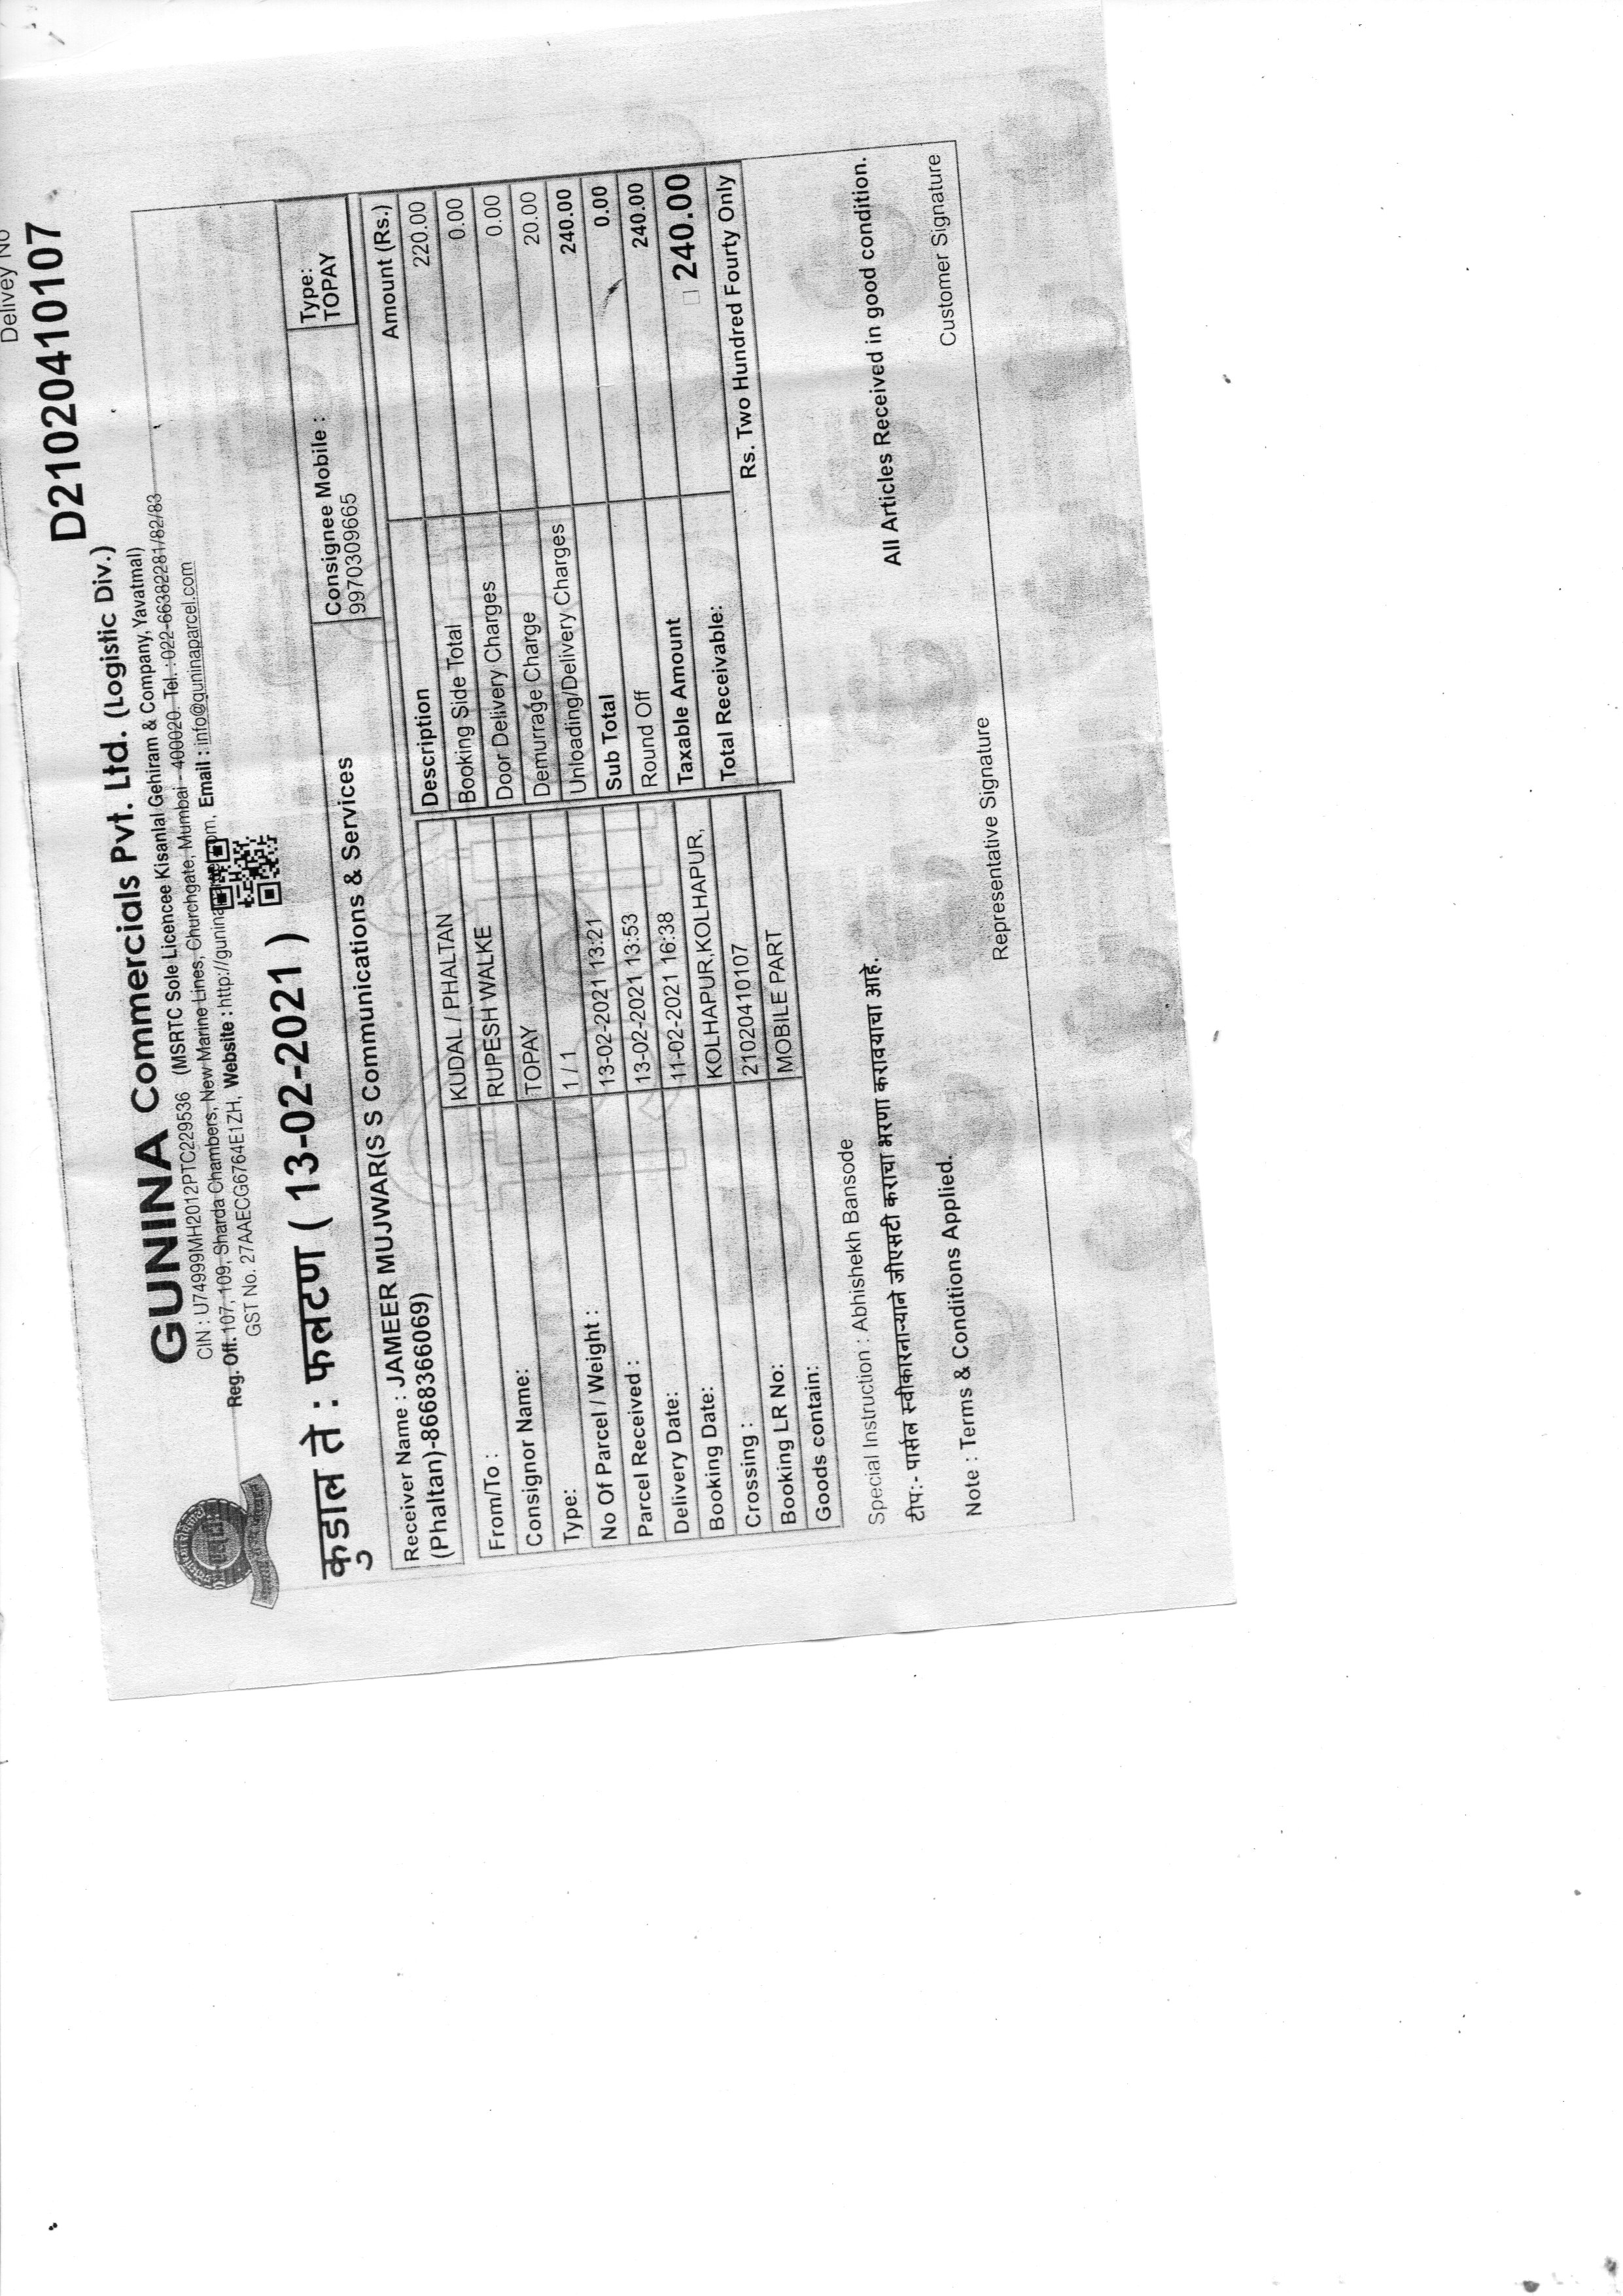 Delivey No
D21020410107
GUNINA Commercials Pvt. Ltd. (Logistic Div.)
CIN : U74999MH2012PTC229536 (MSRTC Sole Licencee Kisanlal Gehiram & Company, Yavatmal)
Reg. Off. 107, 109, Sharda Chambers, New Marine Lines, Churchgate, Mumbai - 400020. Tel. : 022-66382281/82/83
GST No. 27AAECG6764E1ZH, Website : http://gunina Email : info@guninaparcel.com
कुडाल ते : फलटण ( 13-02-2021 )
Receiver Name : JAMEER MUJWAR(S S Communications & Services
(Phaltan)-8668366069)
Consignee Mobile :
9970309665
Type:
TOPAY
From/To : KUDAL / PHALTAN
Consignor Name: RUPESH WALKE
Type: TOPAY
No Of Parcel / Weight : 1 / 1
Parcel Received : 13-02-2021 13:21
Delivery Date: 13-02-2021 13:53
Booking Date: 11-02-2021 16:38
Crossing : KOLHAPUR,KOLHAPUR,
Booking LR No: 21020410107
Goods contain: MOBILE PART
Description Amount (Rs.)
Booking Side Total 220.00
Door Delivery Charges 0.00
Demurrage Charge 0.00
Unloading/Delivery Charges 20.00
Sub Total 240.00
Round Off 0.00
Taxable Amount 240.00
Total Receivable: 240.00
Rs. Two Hundred Fourty Only
Special Instruction : Abhishekh Bansode
टीप:- पार्सल स्वीकारनाऱ्याने जीएसटी कराचा भरणा करावयाचा आहे.
All Articles Received in good condition.
Note : Terms & Conditions Applied.
Representative Signature
Customer Signature